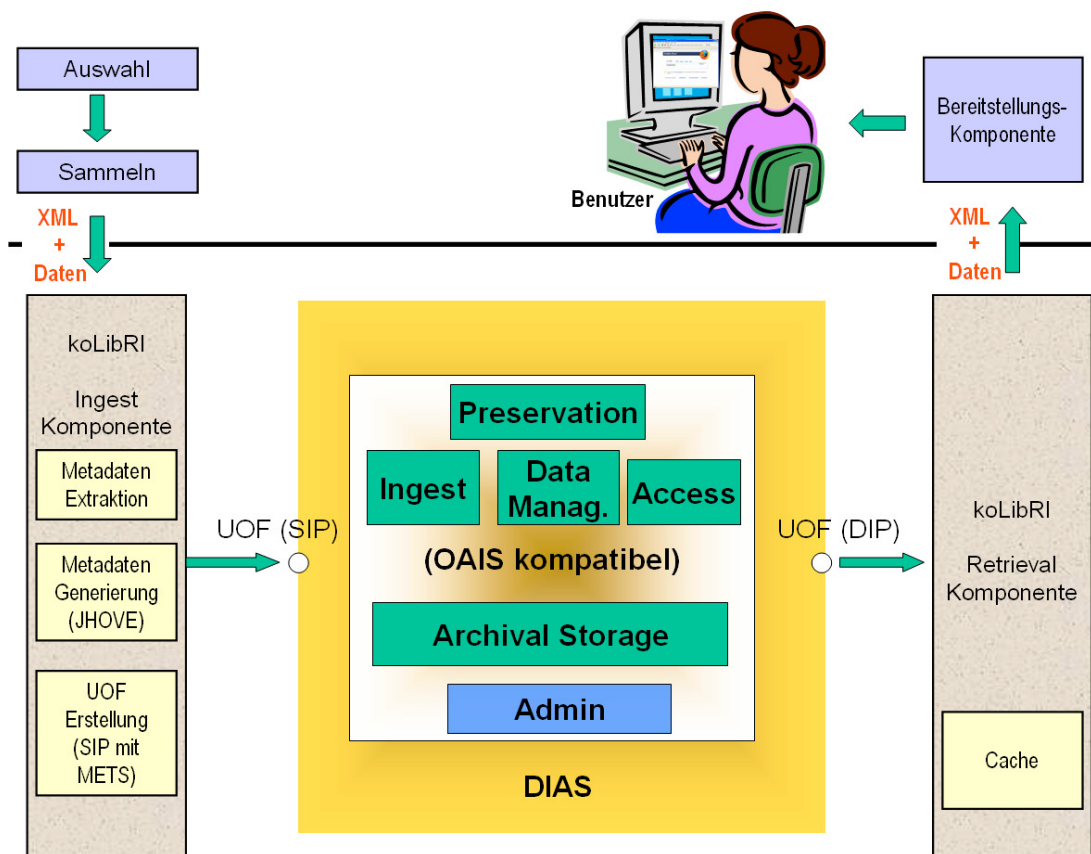 Auswahl
Sammeln
XML
+
Daten
Benutzer
Bereitstellungs-
Komponente
XML
+
Daten
koLibRI
Ingest
Komponente
Metadaten
Extraktion
Metadaten
Generierung
(JHOVE)
UOF
Erstellung
(SIP mit
METS)
UOF (SIP)
Preservation
Ingest
Data
Manag.
Access
(OAIS kompatibel)
Archival Storage
Admin
DIAS
UOF (DIP)
koLibRI
Retrieval
Komponente
Cache